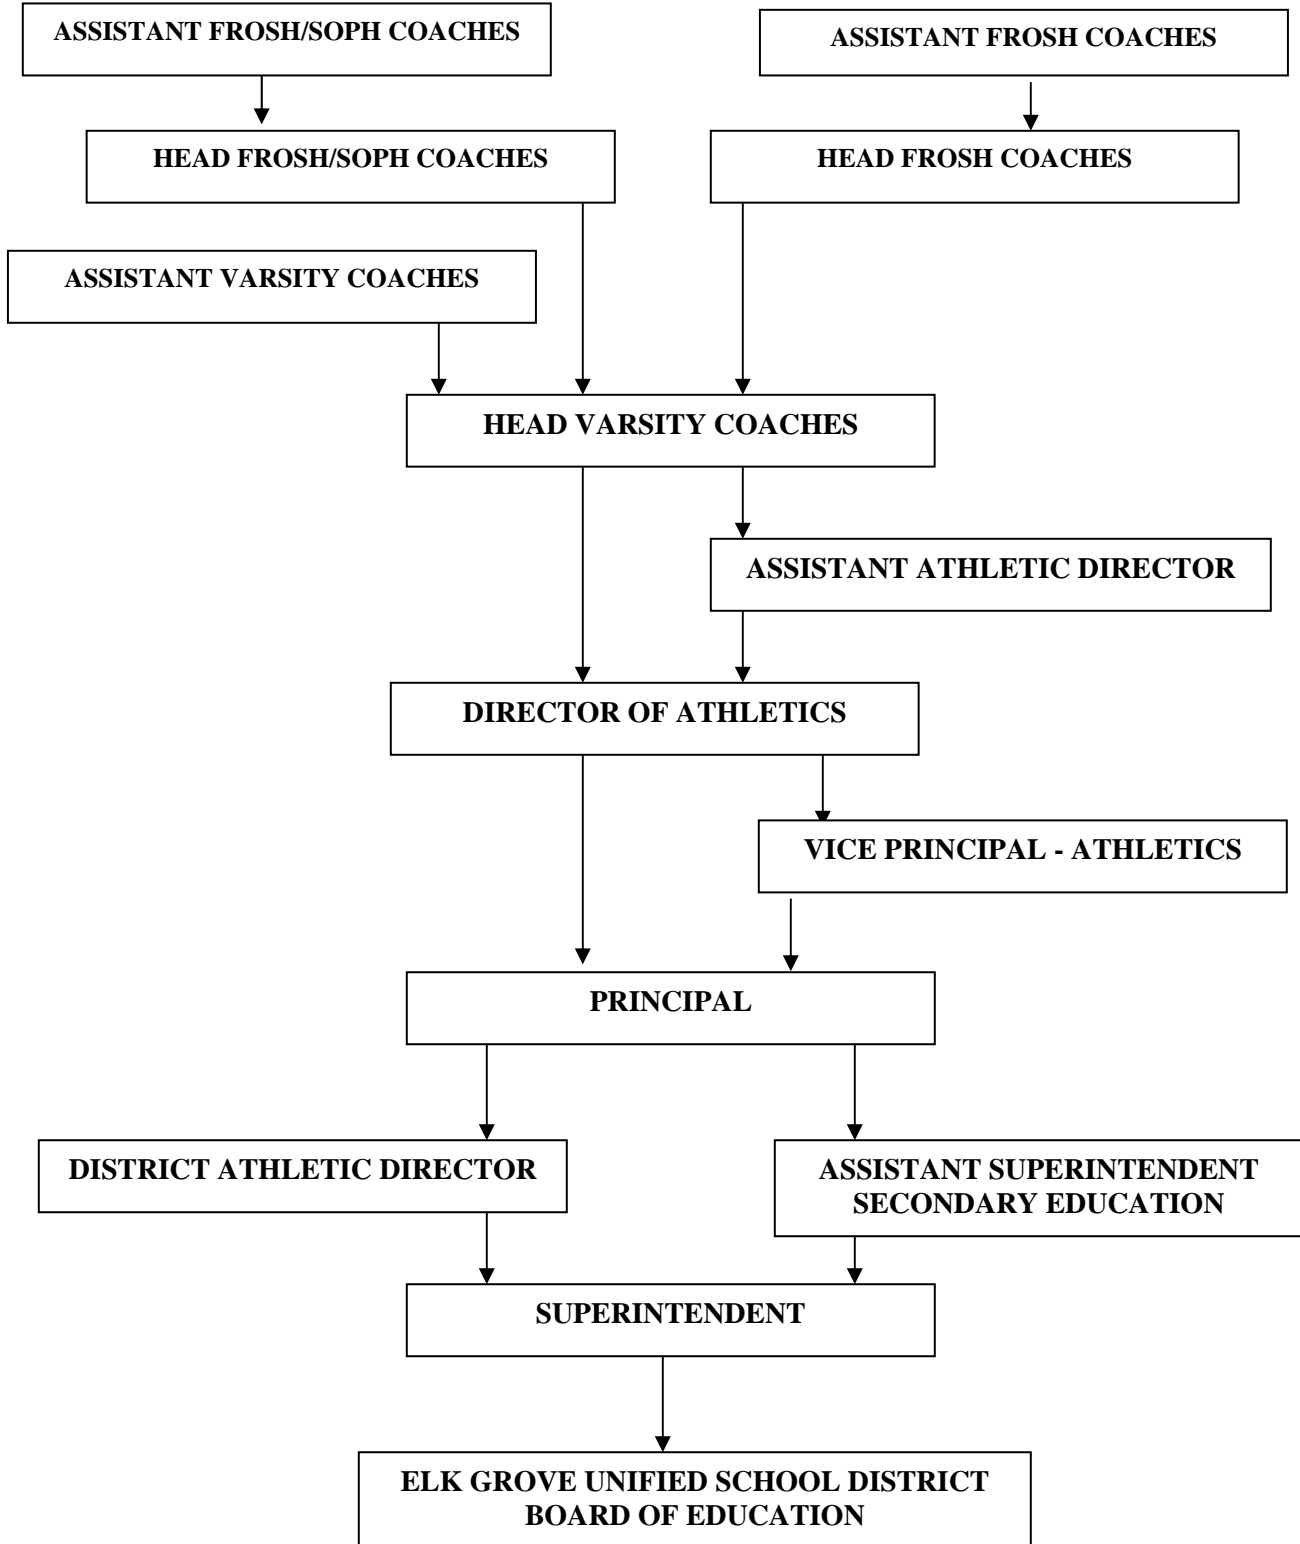 ASSISTANT FROSH/SOPH COACHES
ASSISTANT FROSH COACHES
HEAD FROSH/SOPH COACHES
HEAD FROSH COACHES
ASSISTANT VARSITY COACHES
HEAD VARSITY COACHES
ASSISTANT ATHLETIC DIRECTOR
DIRECTOR OF ATHLETICS
VICE PRINCIPAL - ATHLETICS
PRINCIPAL
DISTRICT ATHLETIC DIRECTOR
ASSISTANT SUPERINTENDENT
SECONDARY EDUCATION
SUPERINTENDENT
ELK GROVE UNIFIED SCHOOL DISTRICT
BOARD OF EDUCATION